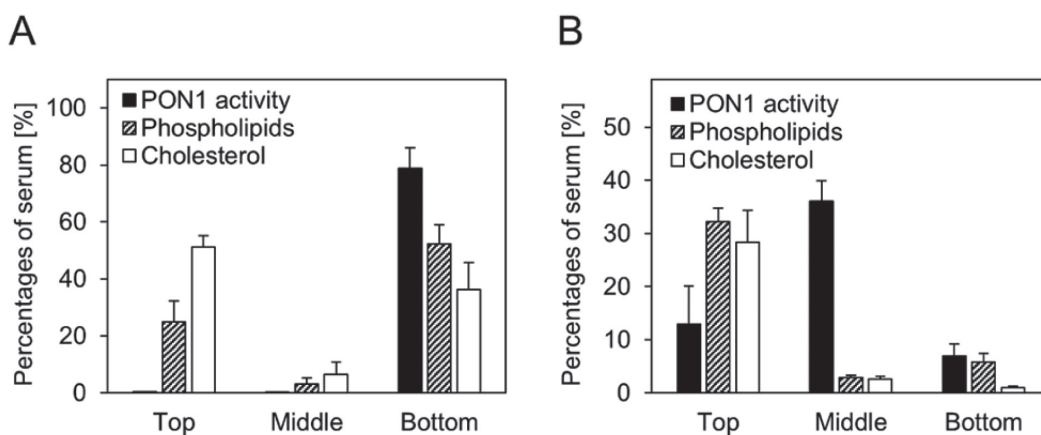 A
Percentages of serum [%]
100
80
60
40
20
0
PON1 activity
Phospholipids
Cholesterol
Top Middle Bottom
B
Percentages of serum [%]
50
40
30
20
10
0
PON1 activity
Phospholipids
Cholesterol
Top Middle Bottom